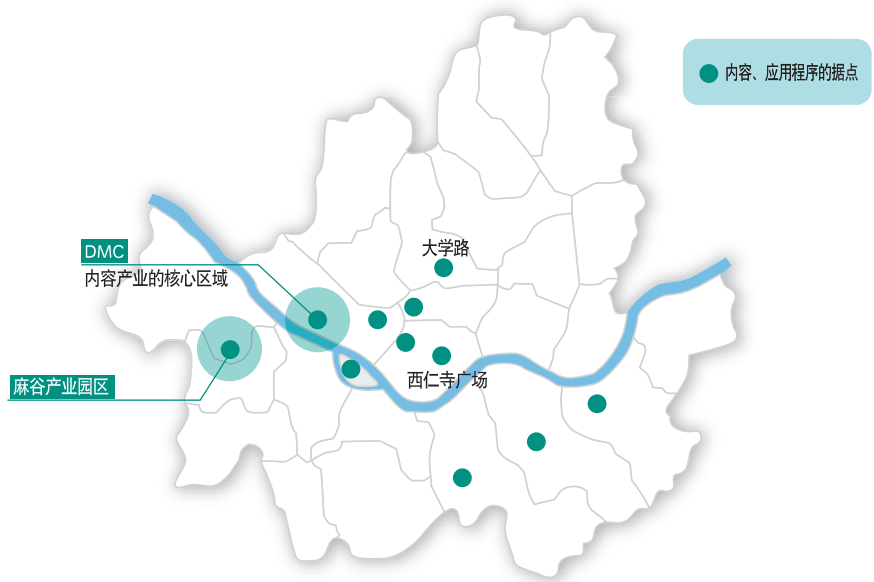 内容、应用程序的据点
大学路
DMC
内容产业的核心区域
西仁寺广场
麻谷产业园区